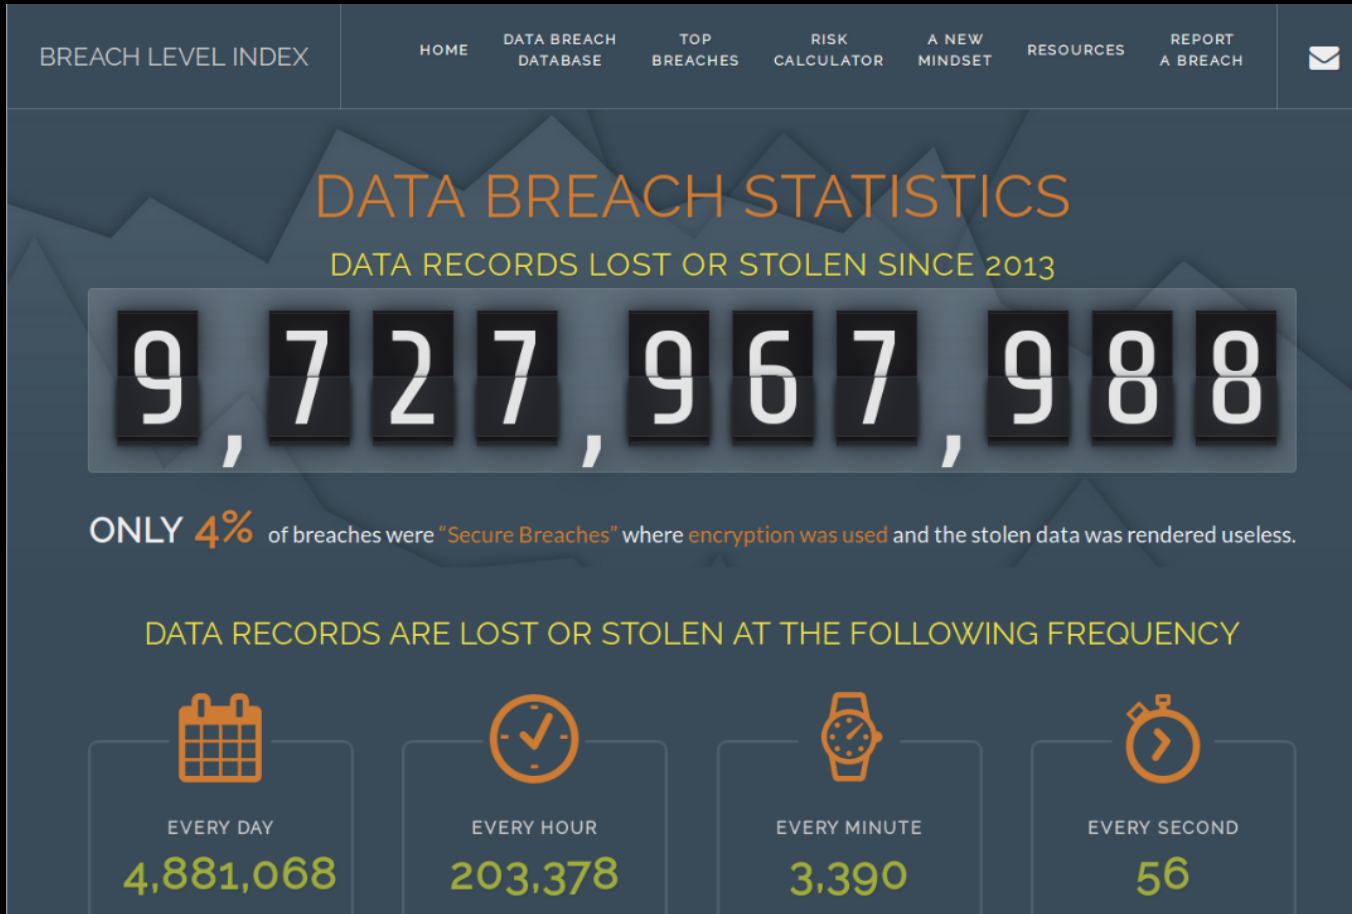 BREACH LEVEL INDEX
HOME
DATA BREACH
DATABASE
TOP
BREACHES
RISK
CALCULATOR
A NEW
MINDSET
RESOURCES
REPORT
A BREACH
DATA BREACH STATISTICS
DATA RECORDS LOST OR STOLEN SINCE 2013
9,727,967,988
ONLY 4% of breaches were “Secure Breaches” where encryption was used and the stolen data was rendered useless.
DATA RECORDS ARE LOST OR STOLEN AT THE FOLLOWING FREQUENCY
EVERY DAY
4,881,068
EVERY HOUR
203,378
EVERY MINUTE
3,390
EVERY SECOND
56